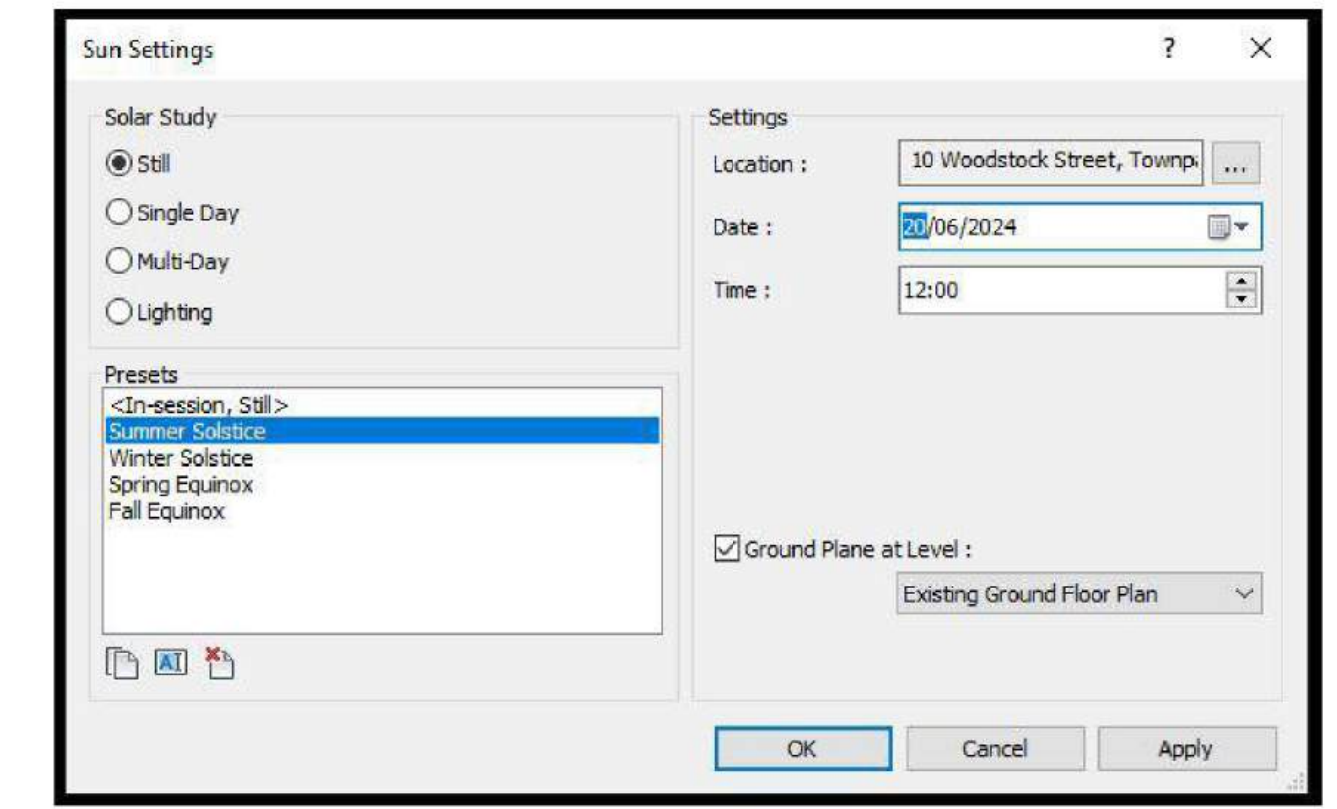 Sun Settings
?
Solar Study
Still
Single Day
Multi-Day
Lighting
Presets
<In-session, Still>
Summer Solstice
Winter Solstice
Spring Equinox
Fall Equinox
AI
Settings
Location :
10 Woodstock Street, Townpa
...
Date :
20/06/2024
Time :
12:00
Ground Plane at Level :
Existing Ground Floor Plan
OK
Cancel
Apply